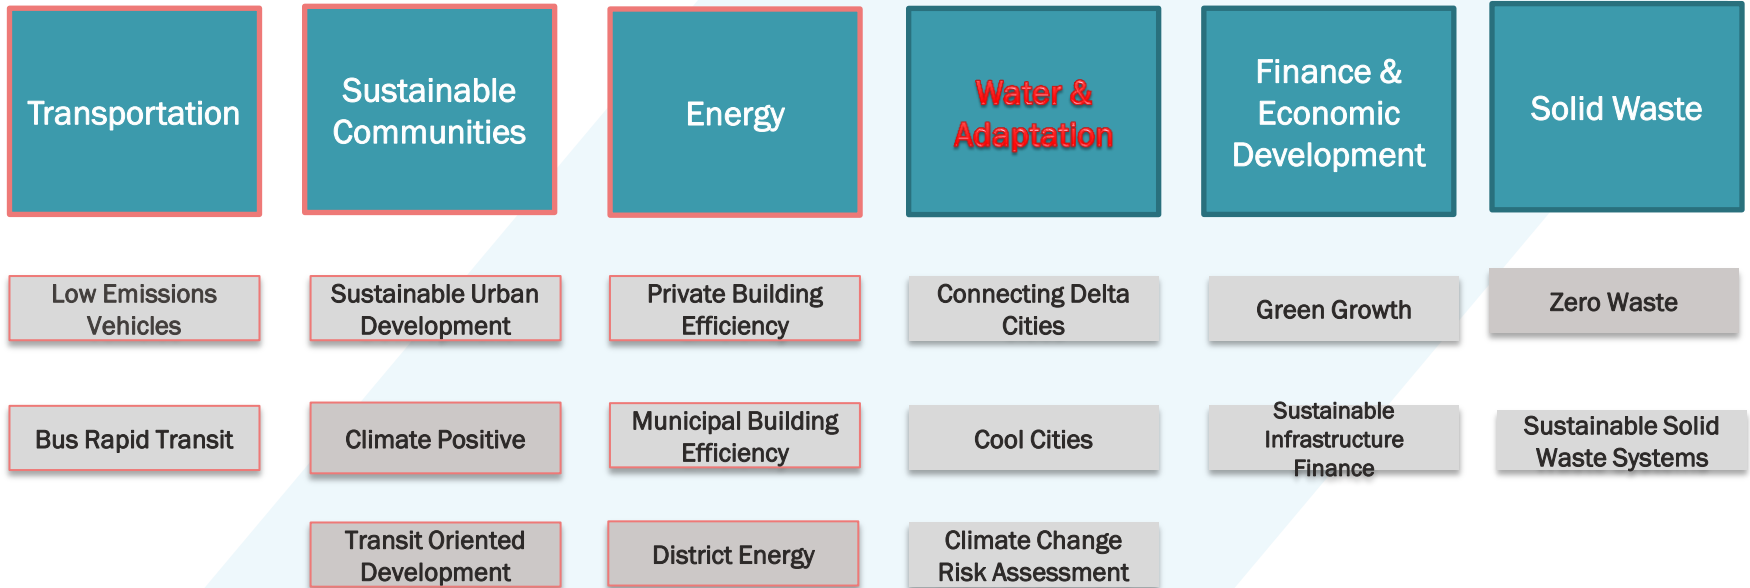 Transportation
Sustainable
Communities
Energy
Water &
Adaptation
Finance &
Economic
Development
Solid Waste
Low Emissions
Vehicles
Sustainable Urban
Development
Private Building
Efficiency
Connecting Delta
Cities
Green Growth
Zero Waste
Bus Rapid Transit
Climate Positive
Municipal Building
Efficiency
Cool Cities
Sustainable
Infrastructure
Finance
Sustainable Solid
Waste Systems
Transit Oriented
Development
District Energy
Climate Change
Risk Assessment